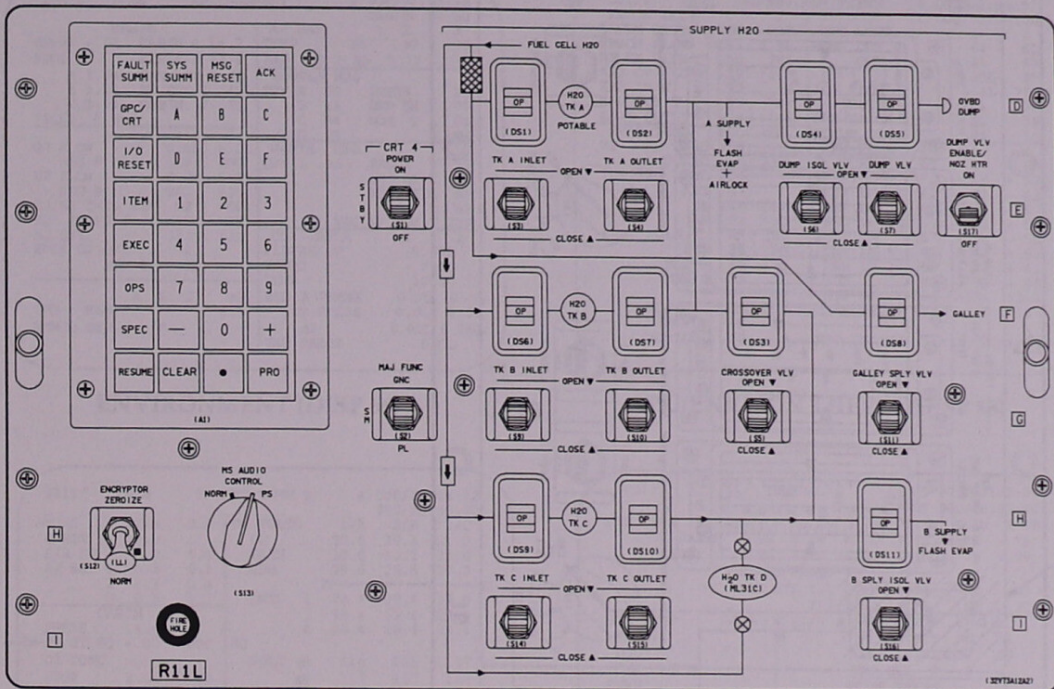 SUPPLY H2O
FUEL CELL H2O
FAULT SUMM
SYS SUMM
MSG RESET
ACK
GPC/ CRT
A
B
C
I/O RESET
D
E
F
ITEM
1
2
3
EXEC
4
5
6
OPS
7
8
9
SPEC
—
0
+
RESUME
CLEAR
•
PRO
(A1)
CRT 4
POWER
ON
STBY
(S1)
OFF
MAJ FUNC
GNC
SM
(S2)
PL
ENCRYPTOR
ZEROIZE
(S12)
(LL)
NORM
MS AUDIO
CONTROL
NORM
PS
(S13)
FIRE HOLE
R11L
OP
(DS1)
H2O TK A
POTABLE
OP
(DS2)
A SUPPLY
FLASH
EVAP
+
AIRLOCK
OP
(DS4)
OP
(DS5)
OVBD
DUMP
D
TK A INLET
TK A OUTLET
OPEN ▼
(S3)
(S4)
CLOSE ▲
DUMP ISOL VLV
DUMP VLV
OPEN ▼
(S6)
(S7)
CLOSE ▲
DUMP VLV
ENABLE/
NOZ HTR
ON
(S17)
OFF
E
OP
(DS6)
H2O TK B
OP
(DS7)
OP
(DS3)
OP
(DS8)
GALLEY
F
TK B INLET
TK B OUTLET
OPEN ▼
(S9)
(S10)
CLOSE ▲
CROSSOVER VLV
OPEN ▼
(S5)
CLOSE ▲
GALLEY SPLY VLV
OPEN ▼
(S11)
CLOSE ▲
G
OP
(DS9)
H2O TK C
OP
(DS10)
OP
(DS11)
B SUPPLY
FLASH EVAP
H
H
H2O TK D
(ML31C)
TK C INLET
TK C OUTLET
OPEN ▼
(S14)
(S15)
CLOSE ▲
B SPLY ISOL VLV
OPEN ▼
(S16)
CLOSE ▲
I
I
(32V73A12A2)